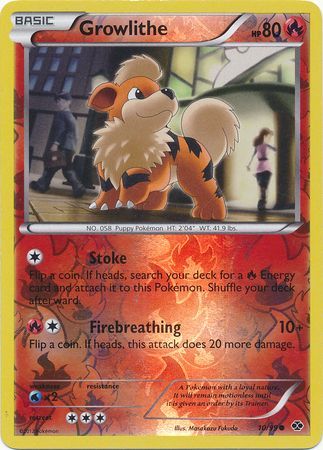 BASIC
Growlithe
HP80
NO. 058 Puppy Pokémon HT: 2'04" WT: 41.9 lbs.
Stoke
Flip a coin. If heads, search your deck for a Energy
card and attach it to this Pokémon. Shuffle your deck
afterward.
Firebreathing 10+
Flip a coin. If heads, this attack does 20 more damage.
weakness resistance
×2
retreat
A Pokémon with a loyal nature.
It will remain motionless until
it is given an order by its Trainer.
©2012 Pokémon
Illus. Masakazu Fukuda
10/99